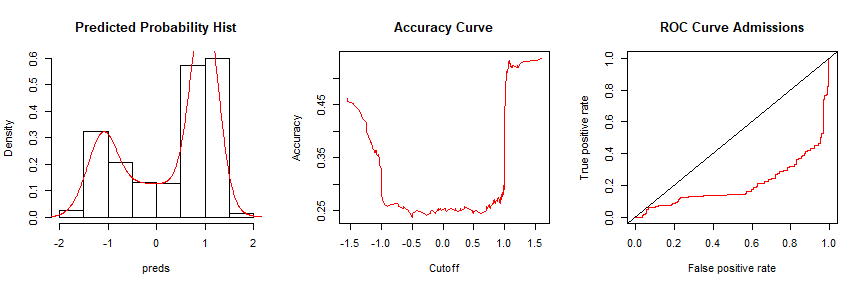 Predicted Probability Hist
Density
0.0 0.1 0.2 0.3 0.4 0.5 0.6
-2 -1 0 1 2
preds
Accuracy Curve
Accuracy
0.25 0.35 0.45
-1.5 -1.0 -0.5 0.0 0.5 1.0 1.5
Cutoff
ROC Curve Admissions
True positive rate
0.0 0.2 0.4 0.6 0.8 1.0
0.0 0.2 0.4 0.6 0.8 1.0
False positive rate